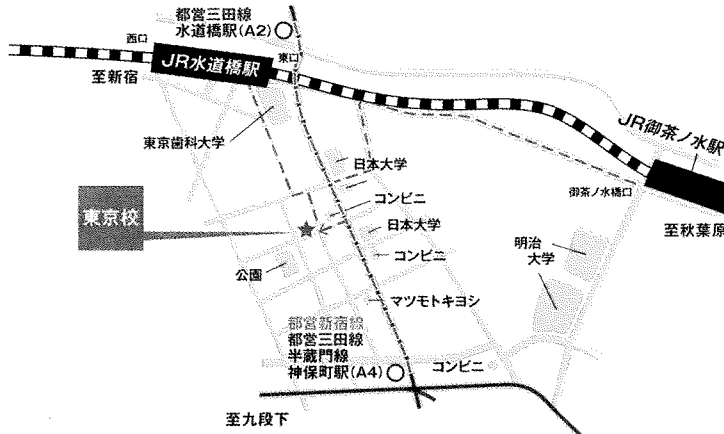 都営三田線
水道橋駅(A2)
西口
JR水道橋駅
東口
至新宿
JR御茶ノ水駅
東京歯科大学
日本大学
御茶ノ水橋口
コンビニ
東京校
日本大学
至秋葉原
明治
大学
コンビニ
公園
マツモトキヨシ
都営新宿線
都営三田線
半蔵門線
神保町駅(A4)
コンビニ
至九段下